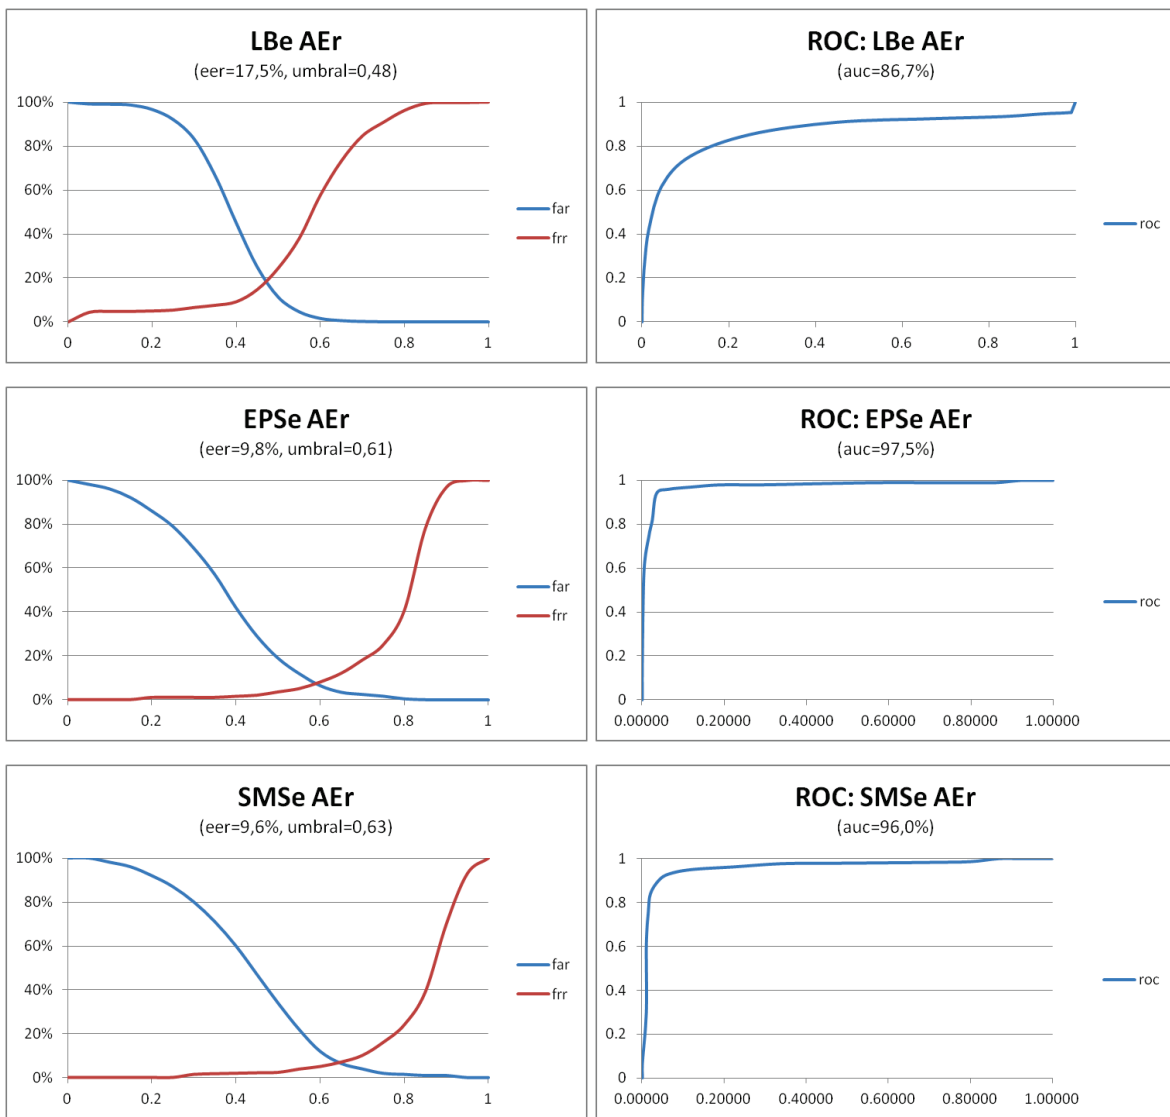 LBe AEr
(eer=17,5%, umbral=0,48)
100%
80%
60%
40%
20%
0%
0 0.2 0.4 0.6 0.8 1
far
frr
ROC: LBe AEr
(auc=86,7%)
1
0.8
0.6
0.4
0.2
0
0 0.2 0.4 0.6 0.8 1
roc
EPSe AEr
(eer=9,8%, umbral=0,61)
100%
80%
60%
40%
20%
0%
0 0.2 0.4 0.6 0.8 1
far
frr
ROC: EPSe AEr
(auc=97,5%)
1
0.8
0.6
0.4
0.2
0
0.00000 0.20000 0.40000 0.60000 0.80000 1.00000
roc
SMSe AEr
(eer=9,6%, umbral=0,63)
100%
80%
60%
40%
20%
0%
0 0.2 0.4 0.6 0.8 1
far
frr
ROC: SMSe AEr
(auc=96,0%)
1
0.8
0.6
0.4
0.2
0
0.00000 0.20000 0.40000 0.60000 0.80000 1.00000
roc